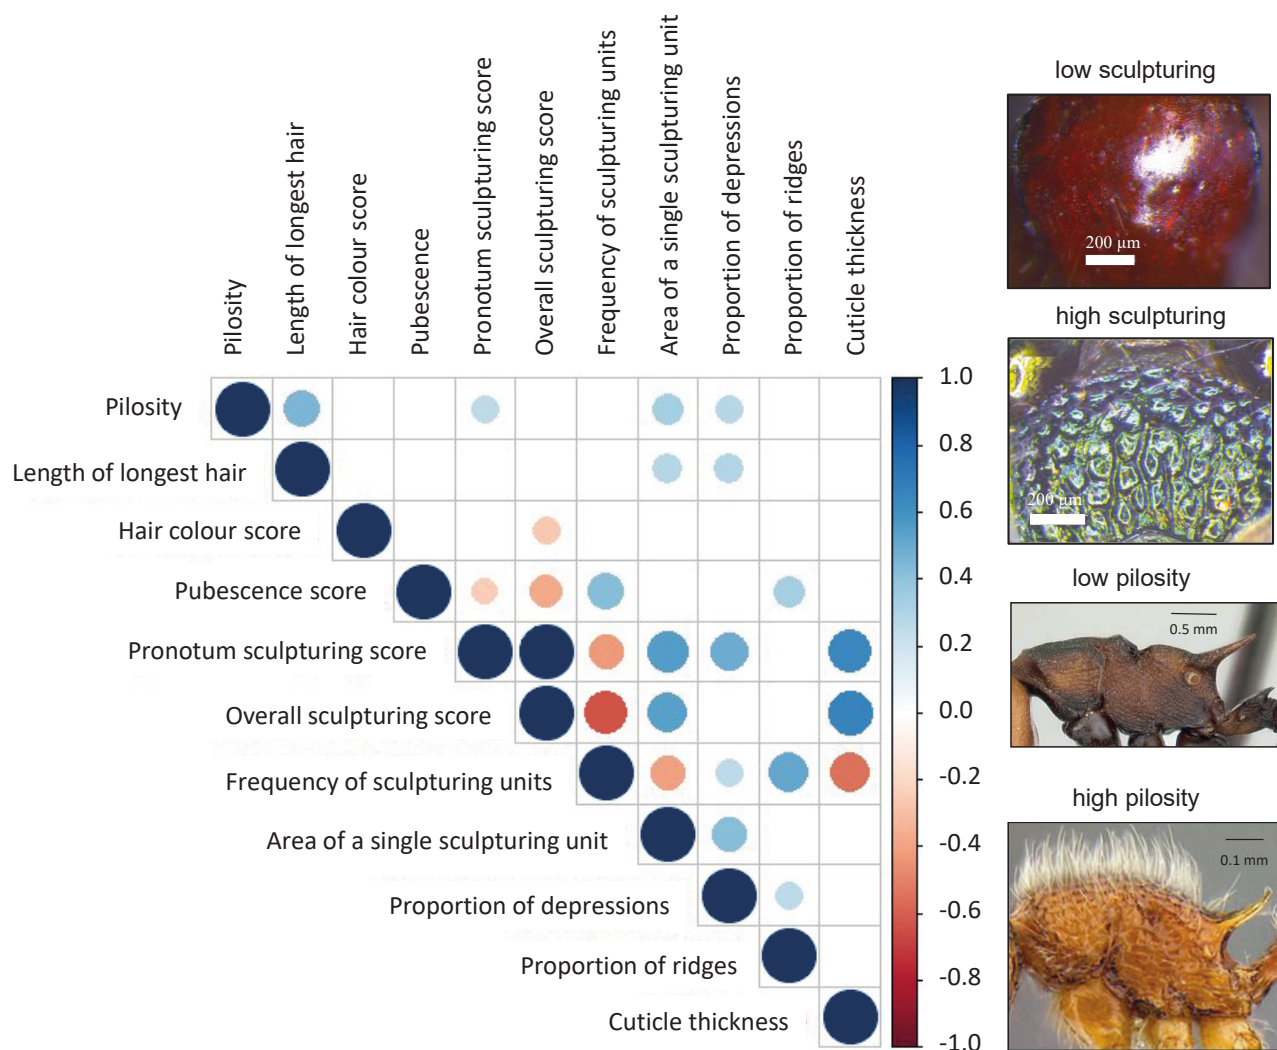 Pilosity
Length of longest hair
Hair colour score
Pubescence
Pronotum sculpturing score
Overall sculpturing score
Frequency of sculpturing units
Area of a single sculpturing unit
Proportion of depressions
Proportion of ridges
Cuticle thickness
Pilosity
Length of longest hair
Hair colour score
Pubescence score
Pronotum sculpturing score
Overall sculpturing score
Frequency of sculpturing units
Area of a single sculpturing unit
Proportion of depressions
Proportion of ridges
Cuticle thickness
1.0
0.8
0.6
0.4
0.2
0.0
-0.2
-0.4
-0.6
-0.8
-1.0
low sculpturing
200 µm
high sculpturing
200 µm
low pilosity
0.5 mm
high pilosity
0.1 mm